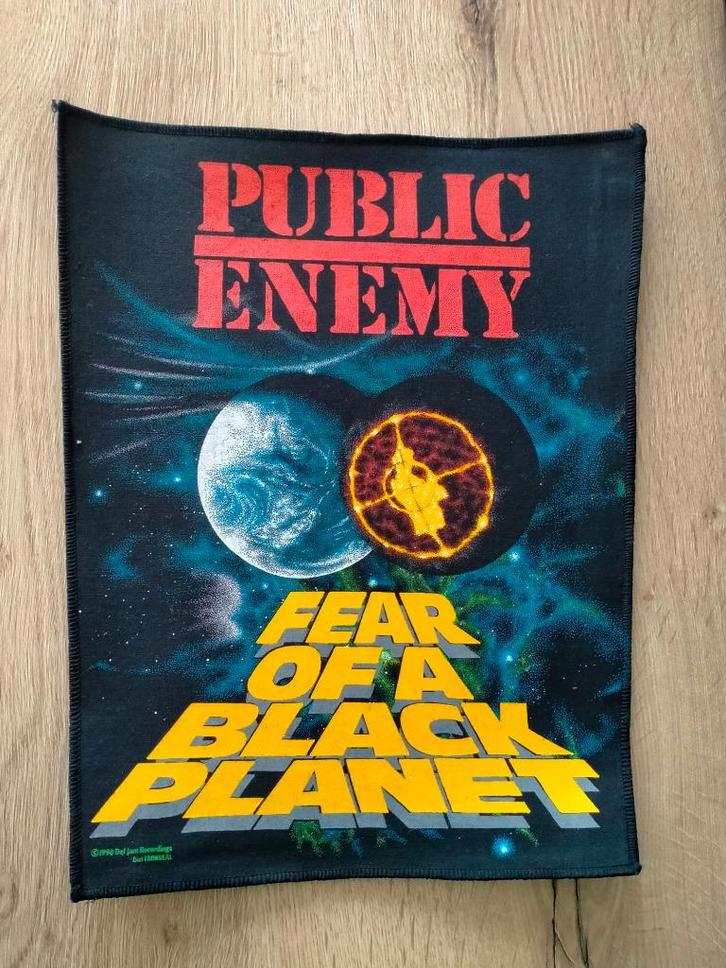 PUBLIC
ENEMY
FEAR
OF A
BLACK
PLANET
©1990 Def Jam Recordings